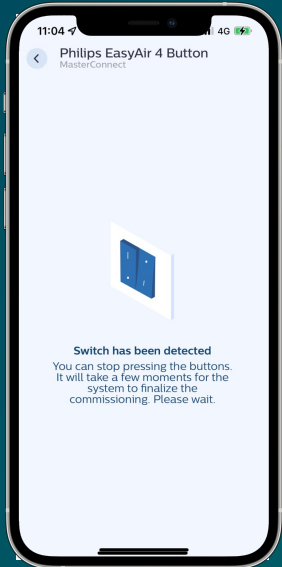 11:04
4G
Philips EasyAir 4 Button
MasterConnect
Switch has been detected
You can stop pressing the buttons.
It will take a few moments for the
system to finalize the
commissioning. Please wait.